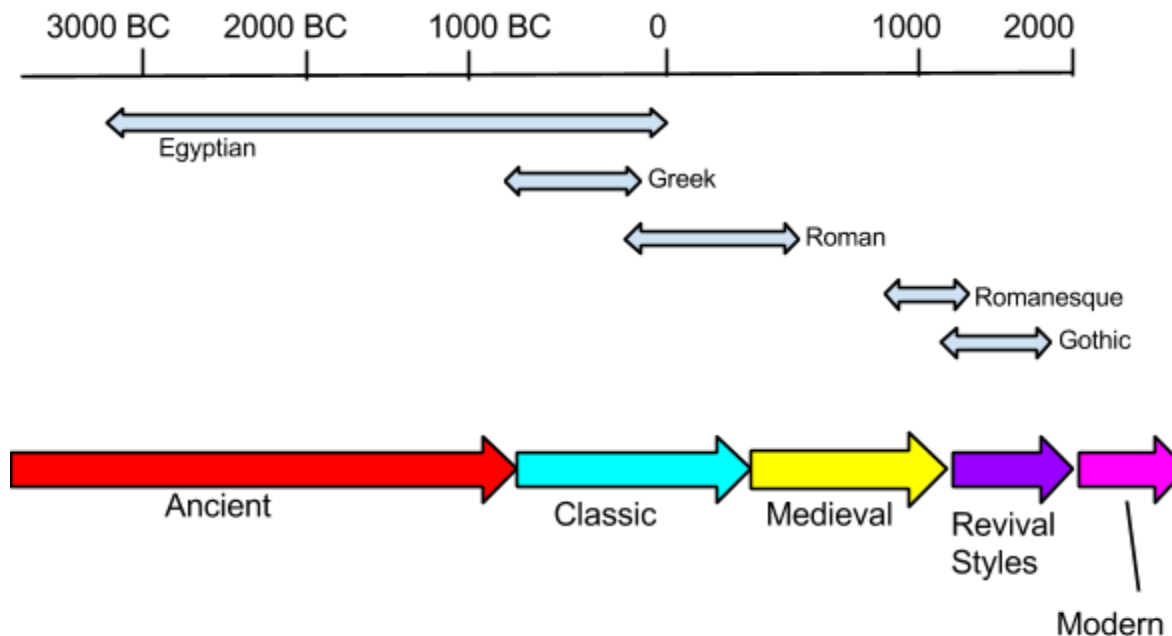 3000 BC 2000 BC 1000 BC 0 1000 2000
Egyptian
Greek
Roman
Romanesque
Gothic
Ancient
Classic
Medieval
Revival
Styles
Modern